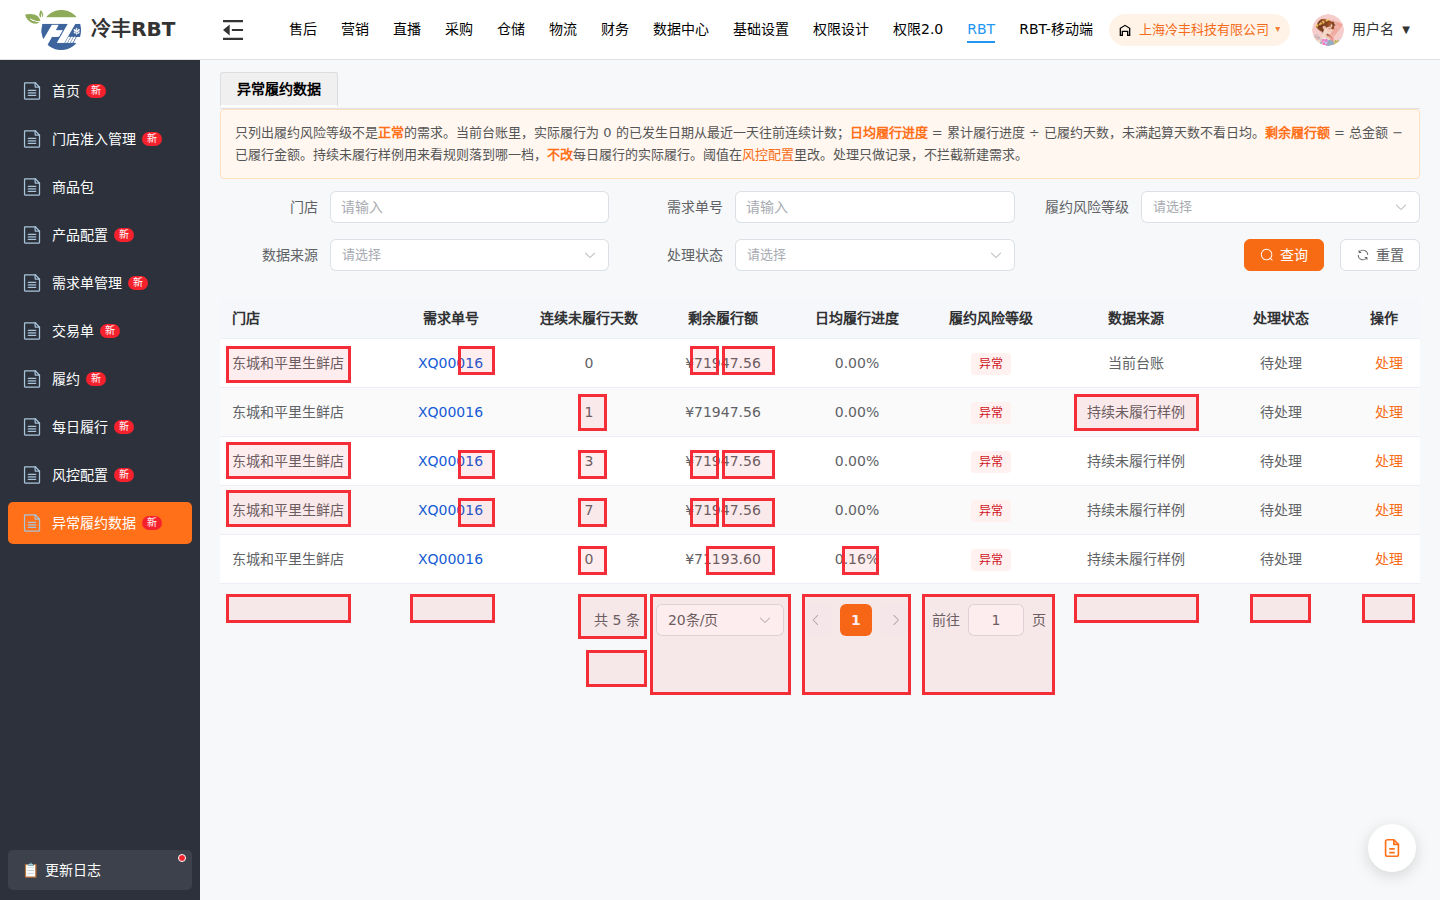 冷丰RBT
售后 营销 直播 采购 仓储 物流 财务 数据中心 基础设置 权限设计 权限2.0 RBT RBT-移动端 上海冷丰科技有限公司 ▾ 用户名 ▼
首页 新
门店准入管理 新
商品包
产品配置 新
需求单管理 新
交易单 新
履约 新
每日履行 新
风控配置 新
异常履约数据 新
更新日志
异常履约数据
只列出履约风险等级不是正常的需求。当前台账里，实际履行为 0 的已发生日期从最近一天往前连续计数；日均履行进度 = 累计履行进度 ÷ 已履约天数，未满起算天数不看日均。剩余履行额 = 总金额 −
已履行金额。持续未履行样例用来看规则落到哪一档，不改每日履行的实际履行。阈值在风控配置里改。处理只做记录，不拦截新建需求。
门店 请输入 需求单号 请输入 履约风险等级 请选择
数据来源 请选择 处理状态 请选择 查询 重置
门店 需求单号 连续未履行天数 剩余履行额 日均履行进度 履约风险等级 数据来源 处理状态 操作
东城和平里生鲜店 XQ00016 0 ¥71947.56 0.00% 异常 当前台账 待处理 处理
东城和平里生鲜店 XQ00016 1 ¥71947.56 0.00% 异常 持续未履行样例 待处理 处理
东城和平里生鲜店 XQ00016 3 ¥71947.56 0.00% 异常 持续未履行样例 待处理 处理
东城和平里生鲜店 XQ00016 7 ¥71947.56 0.00% 异常 持续未履行样例 待处理 处理
东城和平里生鲜店 XQ00016 0 ¥71193.60 0.16% 异常 持续未履行样例 待处理 处理
共 5 条 20条/页 1 前往 1 页